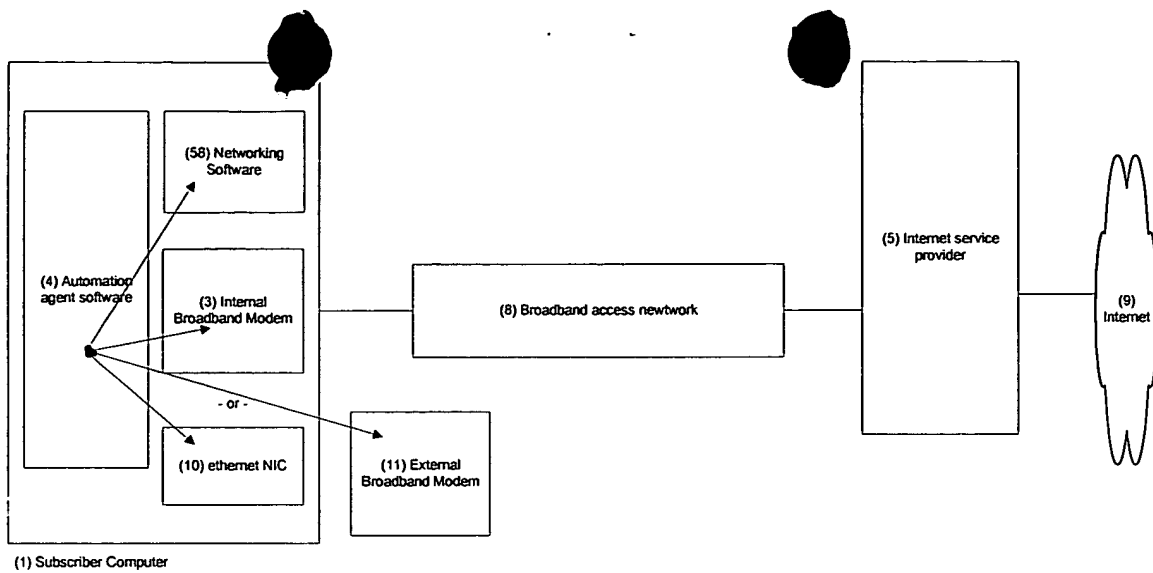 (58) Networking
Software
(4) Automation
agent software
(3) Internal
Broadband Modem
- or -
(10) ethernet NIC
(11) External
Broadband Modem
(8) Broadband access newtwork
(5) Internet service
provider
(9)
Internet
(1) Subscriber Computer